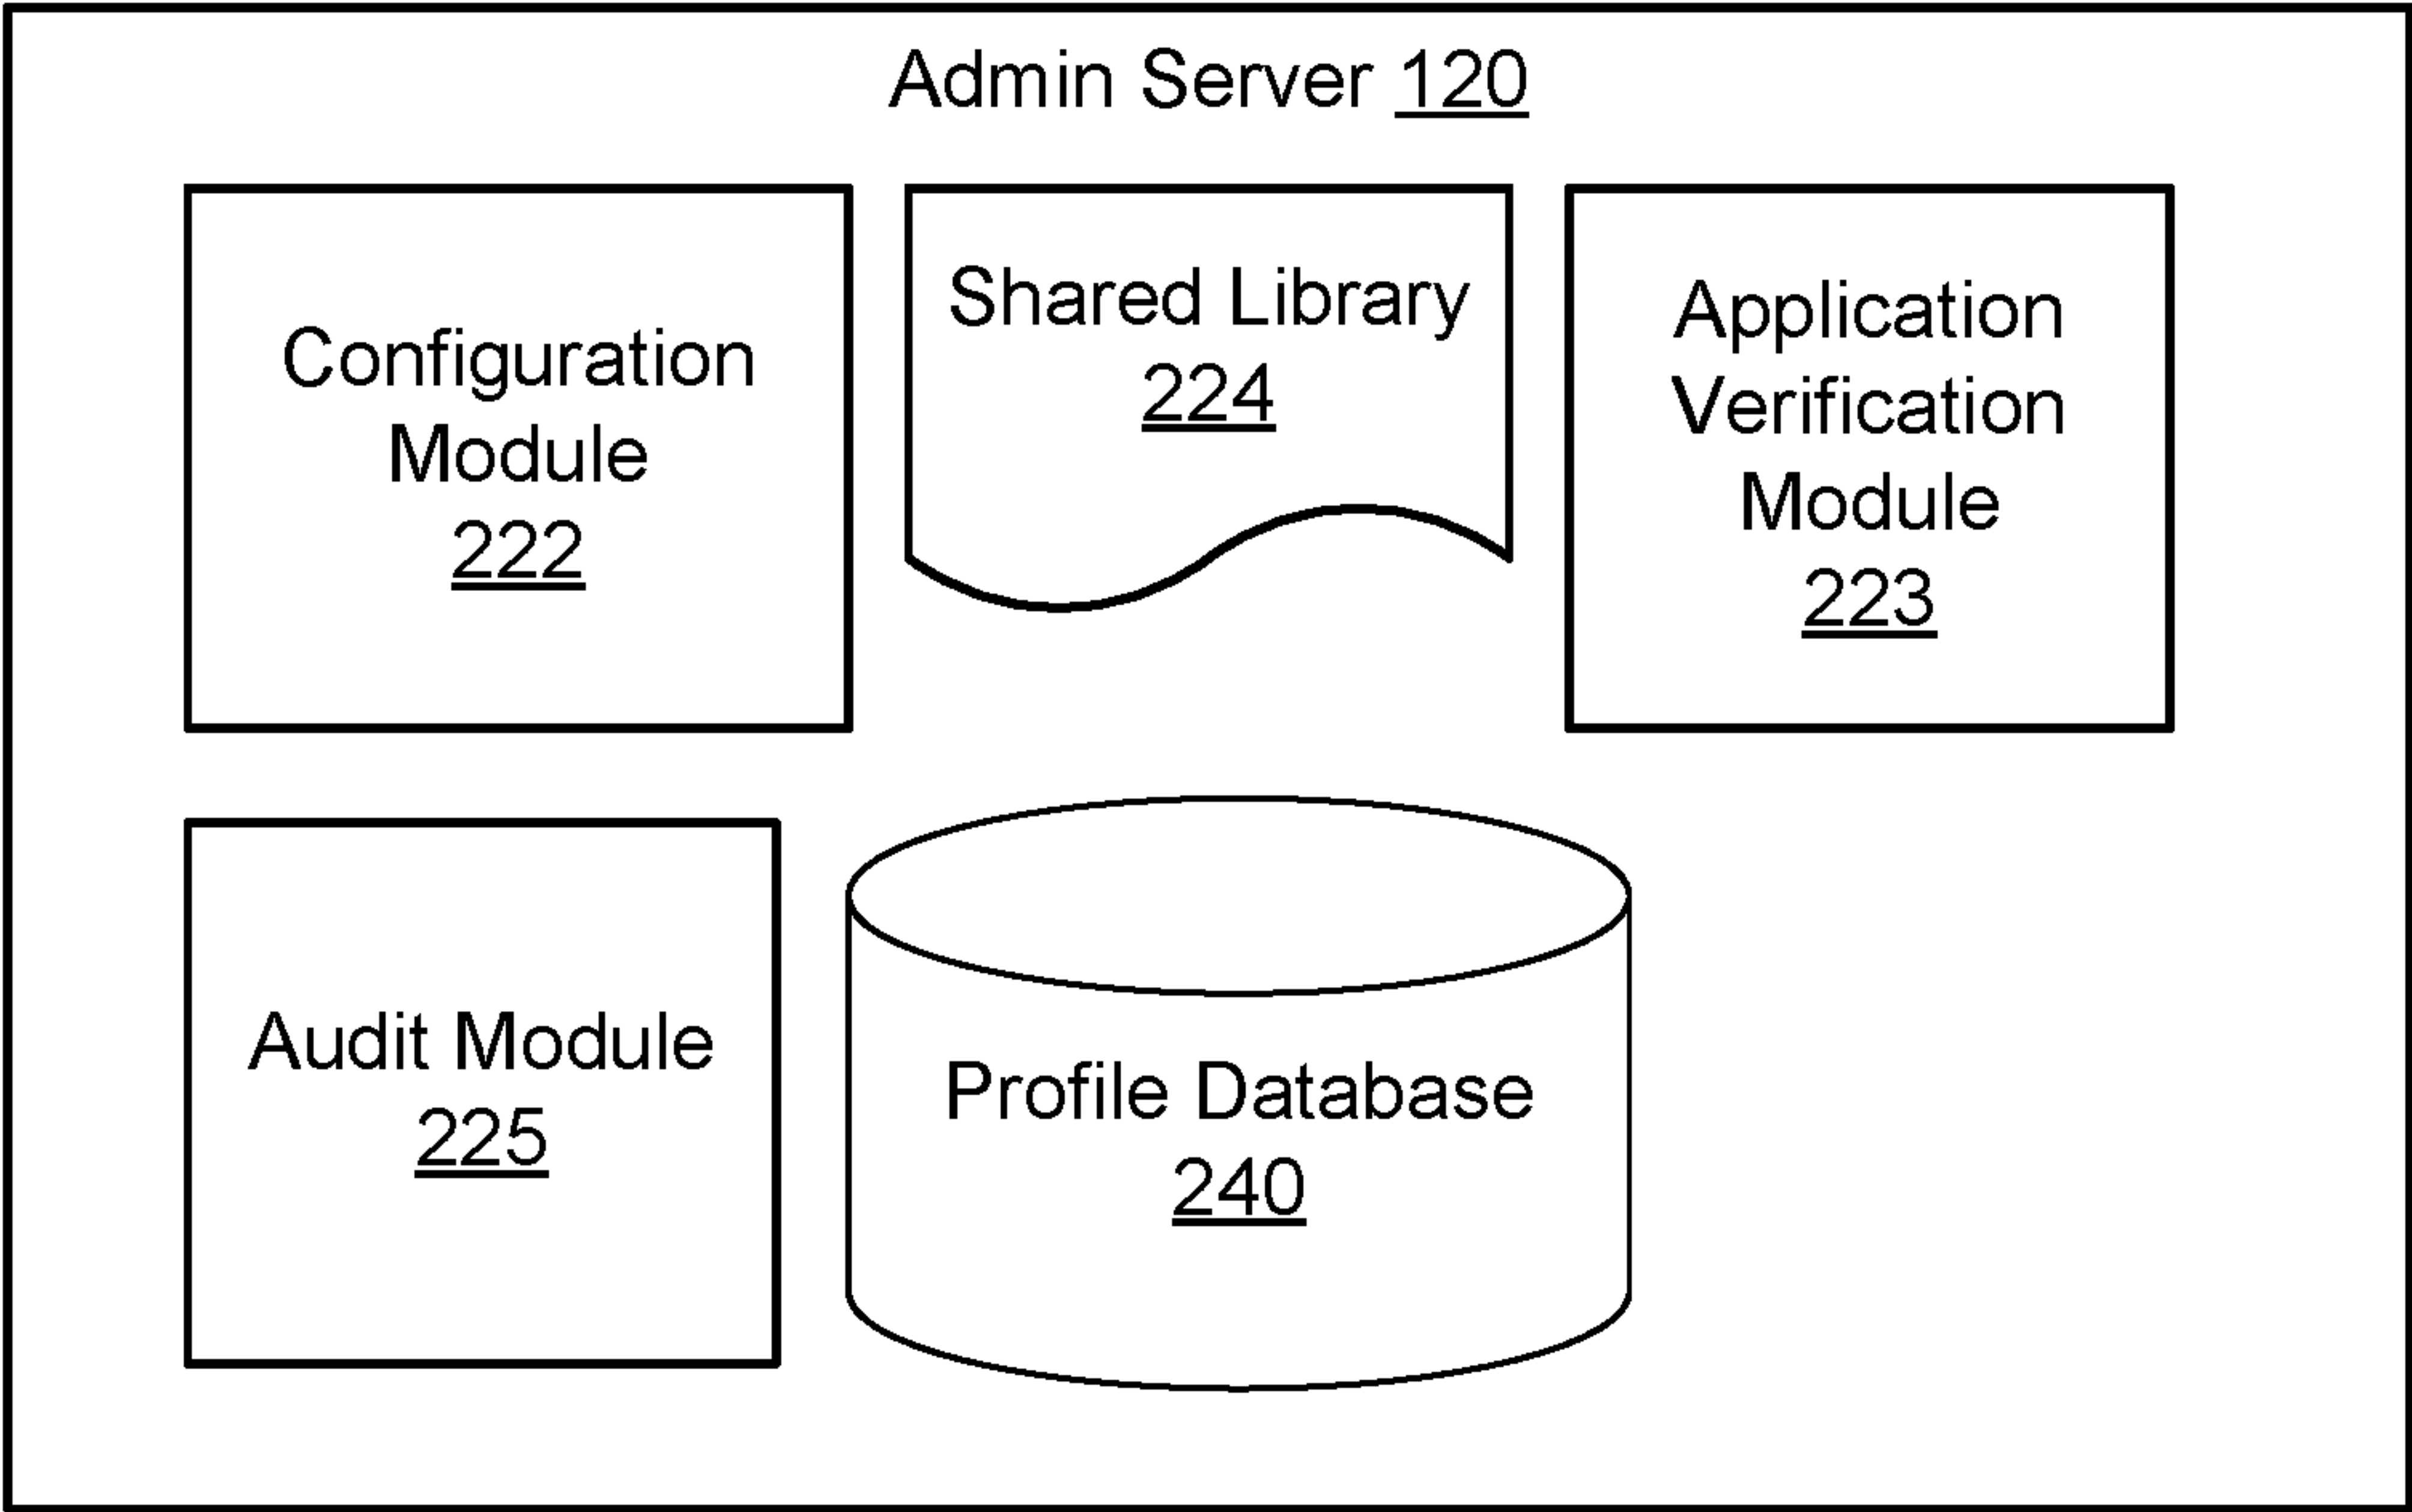 Admin Server 120
Configuration
Module
222
Shared Library
224
Application
Verification
Module
223
Audit Module
225
Profile Database
240